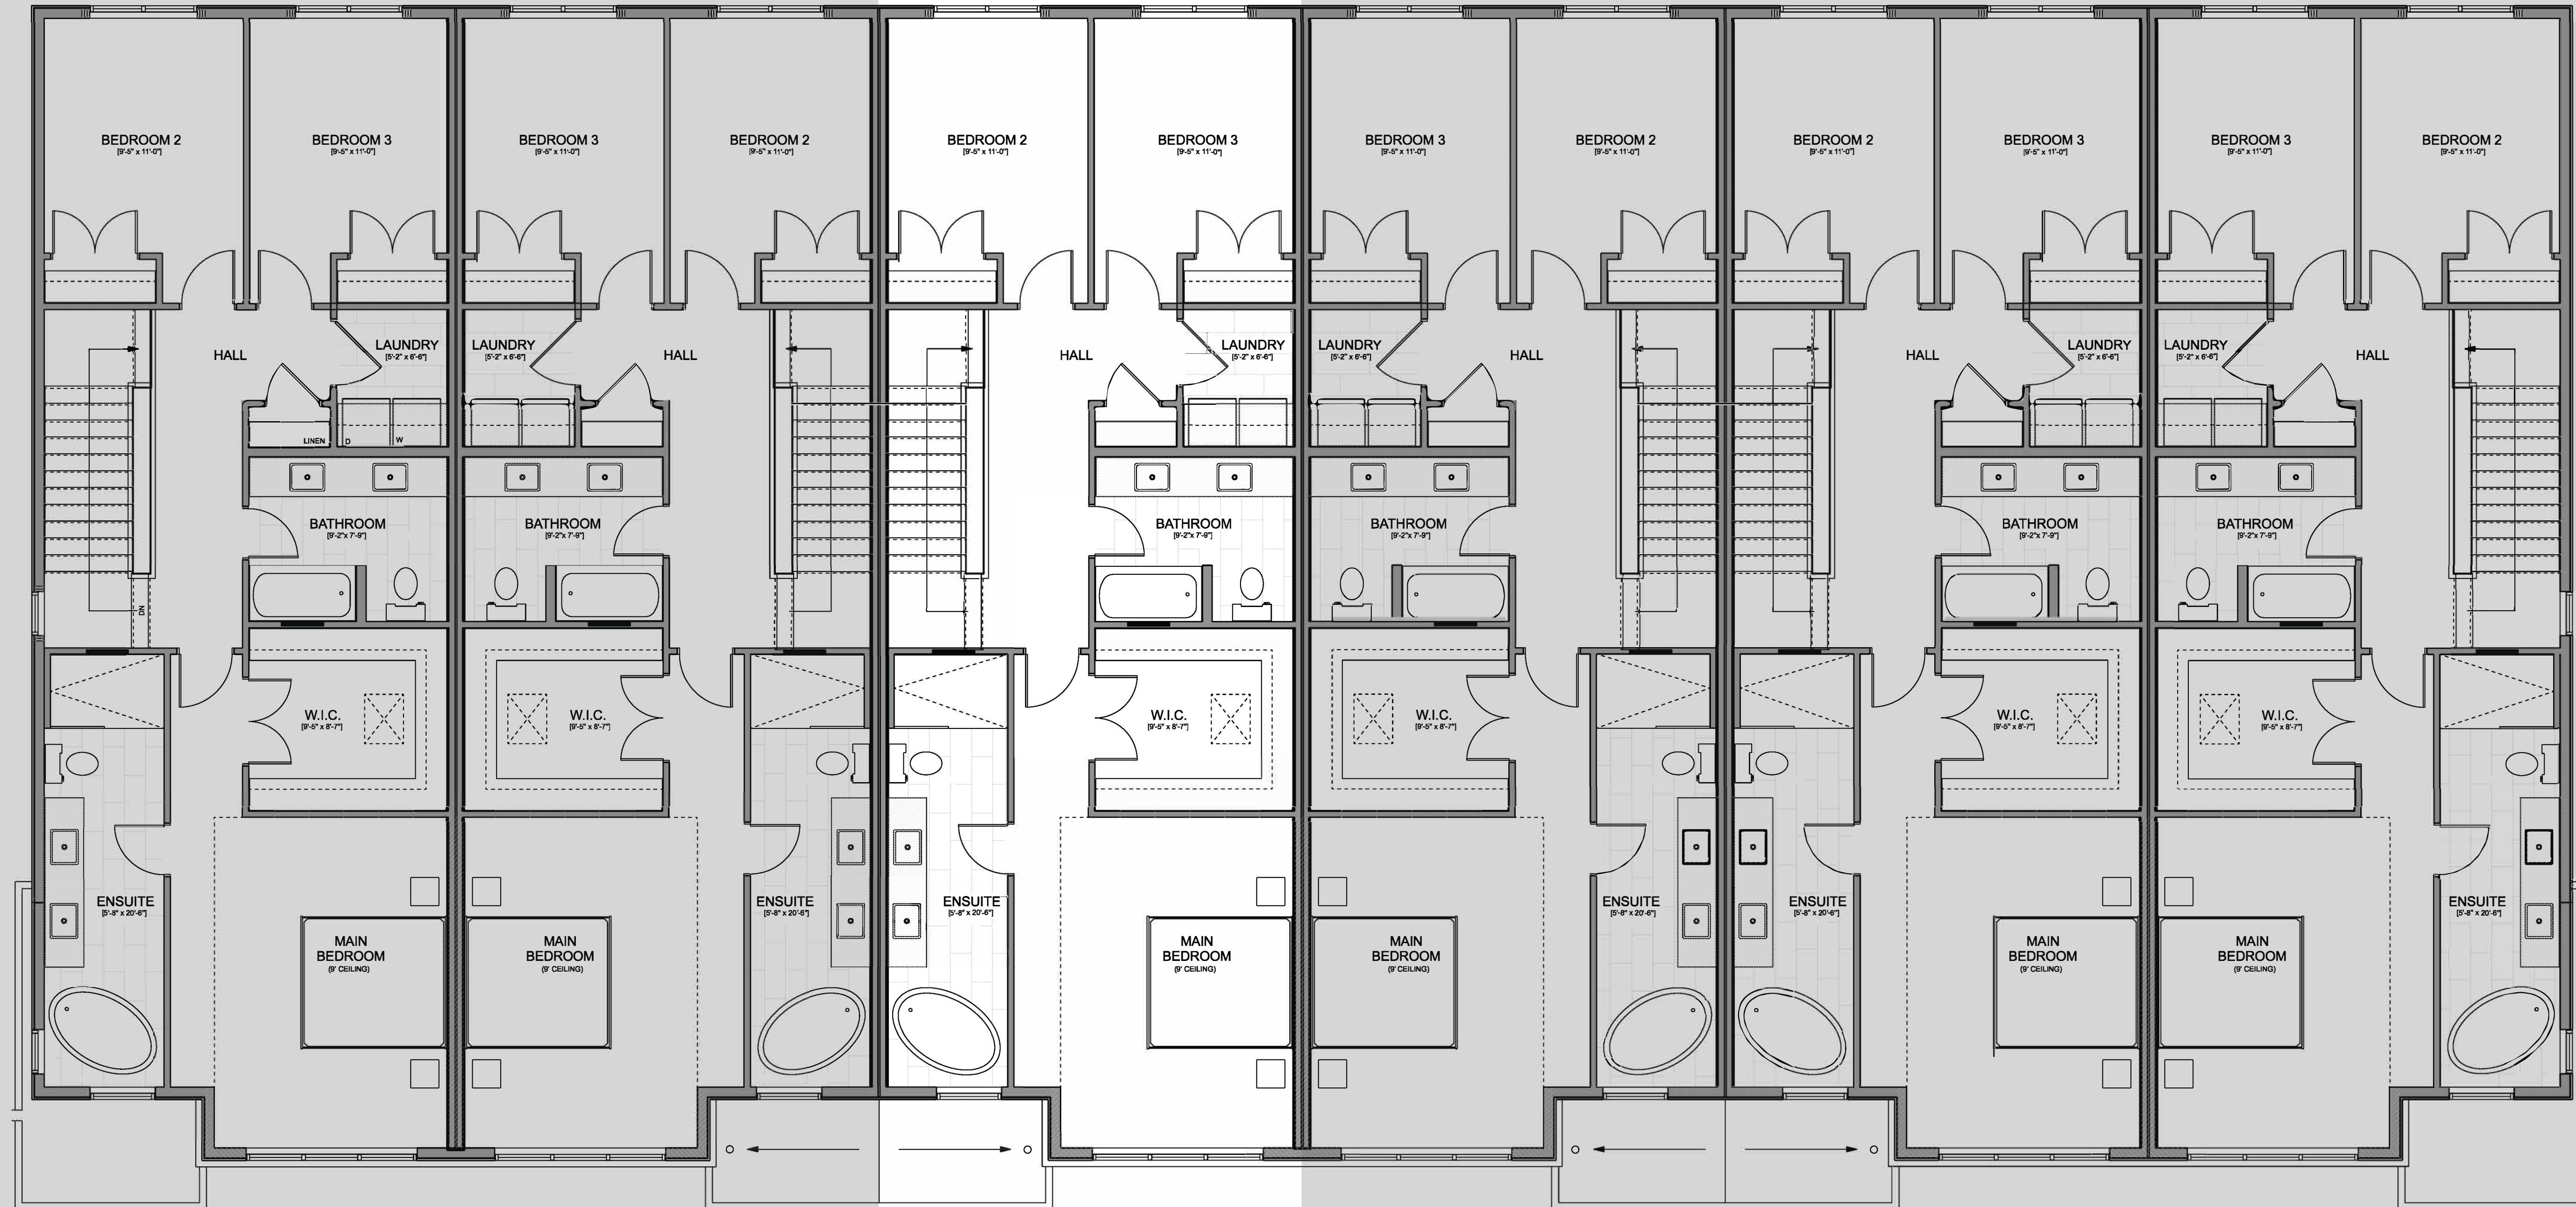 BEDROOM 2
[9'-5" x 11'-0"]
BEDROOM 3
[9'-5" x 11'-0"]
BEDROOM 3
[9'-5" x 11'-0"]
BEDROOM 2
[9'-5" x 11'-0"]
BEDROOM 2
[9'-5" x 11'-0"]
BEDROOM 3
[9'-5" x 11'-0"]
BEDROOM 3
[9'-5" x 11'-0"]
BEDROOM 2
[9'-5" x 11'-0"]
BEDROOM 2
[9'-5" x 11'-0"]
BEDROOM 3
[9'-5" x 11'-0"]
BEDROOM 3
[9'-5" x 11'-0"]
BEDROOM 2
[9'-5" x 11'-0"]
HALL
LAUNDRY
[5'-2" x 6'-6"]
LAUNDRY
[5'-2" x 6'-6"]
HALL
HALL
LAUNDRY
[5'-2" x 6'-6"]
LAUNDRY
[5'-2" x 6'-6"]
HALL
HALL
LAUNDRY
[5'-2" x 6'-6"]
LAUNDRY
[5'-2" x 6'-6"]
HALL
LINEN
D
W
BATHROOM
[9'-2"x 7'-9"]
BATHROOM
[9'-2"x 7'-9"]
BATHROOM
[9'-2"x 7'-9"]
BATHROOM
[9'-2"x 7'-9"]
BATHROOM
[9'-2"x 7'-9"]
BATHROOM
[9'-2"x 7'-9"]
DN
W.I.C.
[9'-5" x 8'-7"]
W.I.C.
[9'-5" x 8'-7"]
W.I.C.
[9'-5" x 8'-7"]
W.I.C.
[9'-5" x 8'-7"]
W.I.C.
[9'-5" x 8'-7"]
W.I.C.
[9'-5" x 8'-7"]
ENSUITE
[5'-8" x 20'-6"]
ENSUITE
[5'-8" x 20'-6"]
ENSUITE
[5'-8" x 20'-6"]
ENSUITE
[5'-8" x 20'-6"]
ENSUITE
[5'-8" x 20'-6"]
ENSUITE
[5'-8" x 20'-6"]
MAIN
BEDROOM
(9' CEILING)
MAIN
BEDROOM
(9' CEILING)
MAIN
BEDROOM
(9' CEILING)
MAIN
BEDROOM
(9' CEILING)
MAIN
BEDROOM
(9' CEILING)
MAIN
BEDROOM
(9' CEILING)